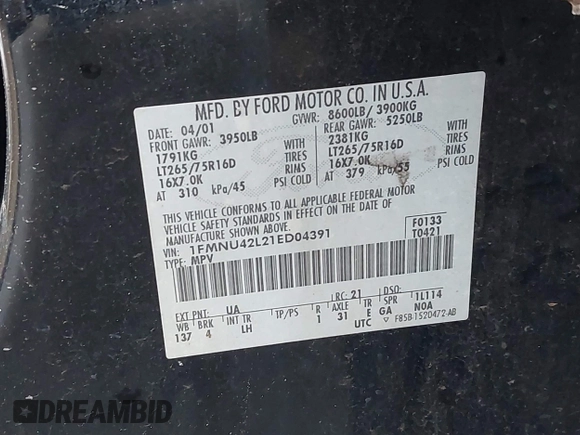 MFD. BY FORD MOTOR CO. IN U.S.A.
DATE: 04/01 GVWR: 8600LB/ 3900KG
FRONT GAWR: 3950LB REAR GAWR: 5250LB
1791KG WITH 2381KG WITH
LT265/75R16D TIRES LT265/75R16D TIRES
16X7.0K RIMS 16X7.0K RIMS
AT 310 kPa/45 PSI COLD AT 379 kPa/55 PSI COLD
THIS VEHICLE CONFORMS TO ALL APPLICABLE FEDERAL MOTOR
VEHICLE SAFETY STANDARDS IN EFFECT ON THE DATE OF
MANUFACTURE SHOWN ABOVE.
VIN: 1FMNU42L21ED04391 F0133
TYPE: MPV T0421
EXT PNT: UA RC: 21 DSO: 1L114
WB BRK INT TR TP/PS R AXLE TR SPR N0A
137 4 LH 1 31 E GA
UTC F85B-1520472-AB
DREAMBID